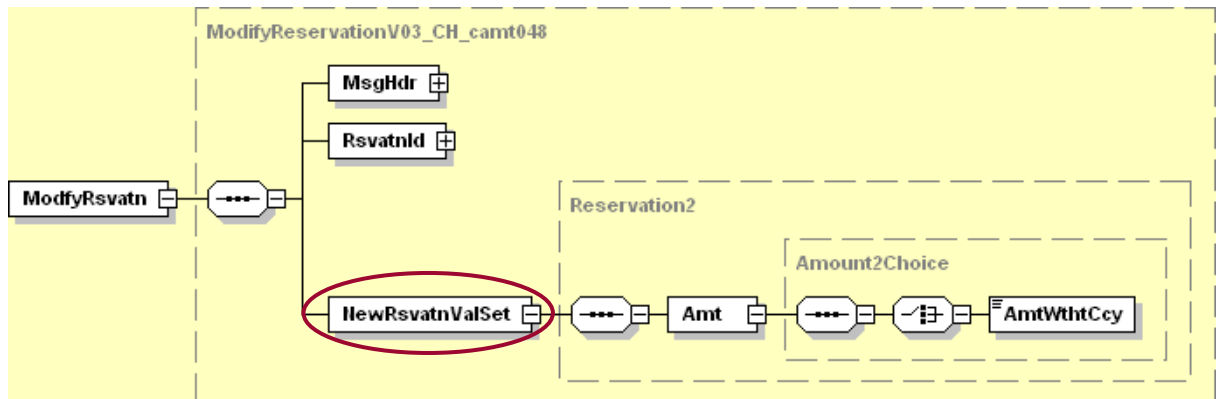 ModifyReservationV03_CH_camt048
MsgHdr
RsvatnId
ModfyRsvatn
Reservation2
Amount2Choice
NewRsvatnValSet
Amt
AmtWthtCcy